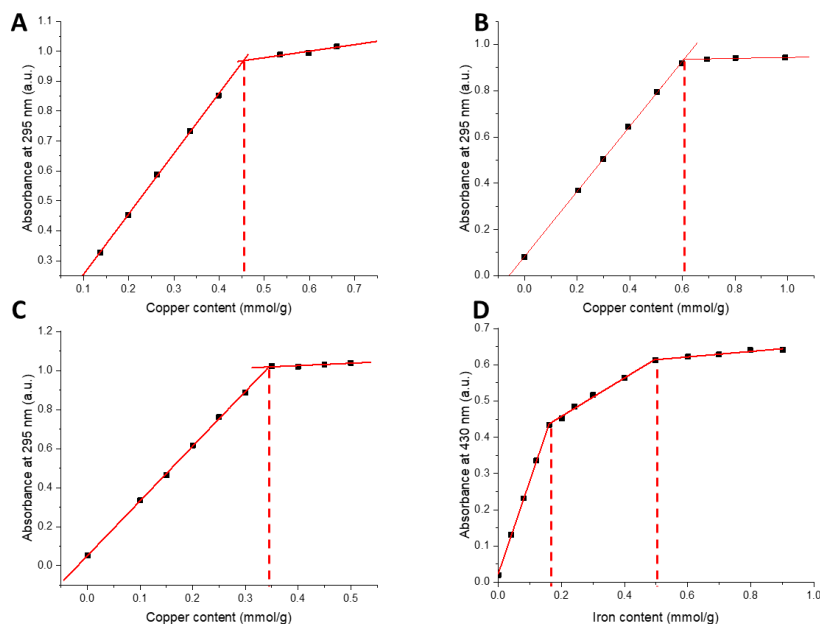 A
Absorbance at 295 nm (a.u.)
1.1
1.0
0.9
0.8
0.7
0.6
0.5
0.4
0.3
0.1 0.2 0.3 0.4 0.5 0.6 0.7
Copper content (mmol/g)
B
Absorbance at 295 nm (a.u.)
1.0
0.8
0.6
0.4
0.2
0.0
0.0 0.2 0.4 0.6 0.8 1.0
Copper content (mmol/g)
C
Absorbance at 295 nm (a.u.)
1.2
1.0
0.8
0.6
0.4
0.2
0.0
0.0 0.1 0.2 0.3 0.4 0.5
Copper content (mmol/g)
D
Absorbance at 430 nm (a.u.)
0.7
0.6
0.5
0.4
0.3
0.2
0.1
0.0
0.0 0.2 0.4 0.6 0.8 1.0
Iron content (mmol/g)